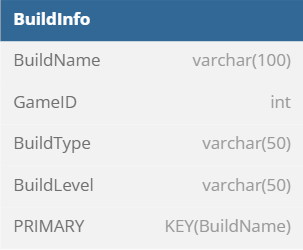 BuildInfo
BuildName varchar(100)
GameID int
BuildType varchar(50)
BuildLevel varchar(50)
PRIMARY KEY(BuildName)